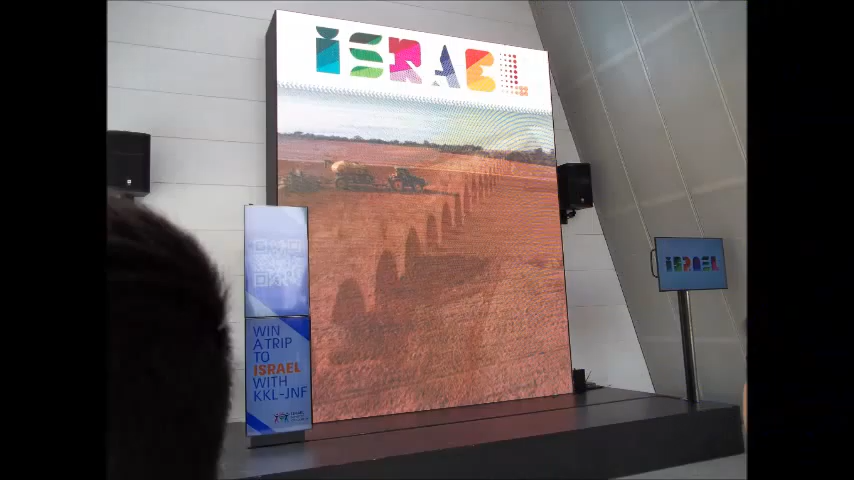 ISRAEL
WIN
A TRIP
TO
ISRAEL
WITH
KKL-JNF
ISRAEL